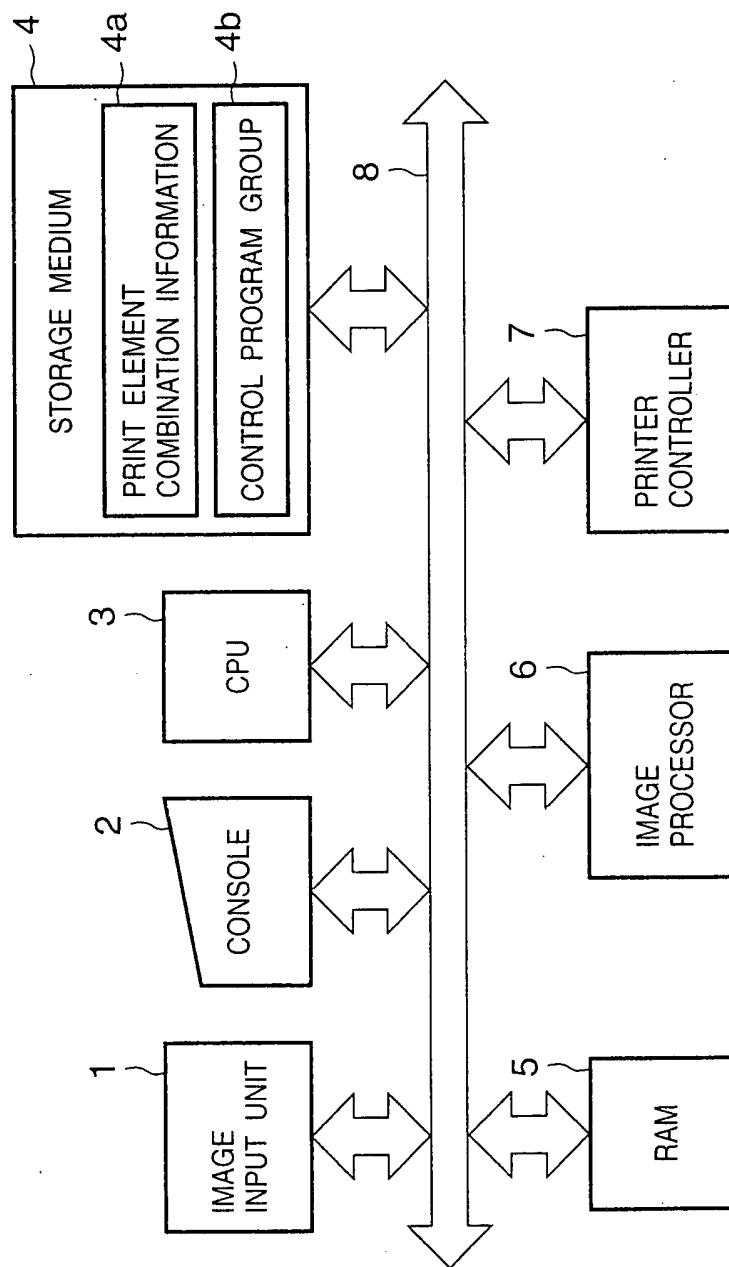 1
IMAGE
INPUT UNIT
2
CONSOLE
3
CPU
4
STORAGE MEDIUM
4a
PRINT ELEMENT
COMBINATION INFORMATION
4b
CONTROL PROGRAM GROUP
8
5
RAM
6
IMAGE
PROCESSOR
7
PRINTER
CONTROLLER